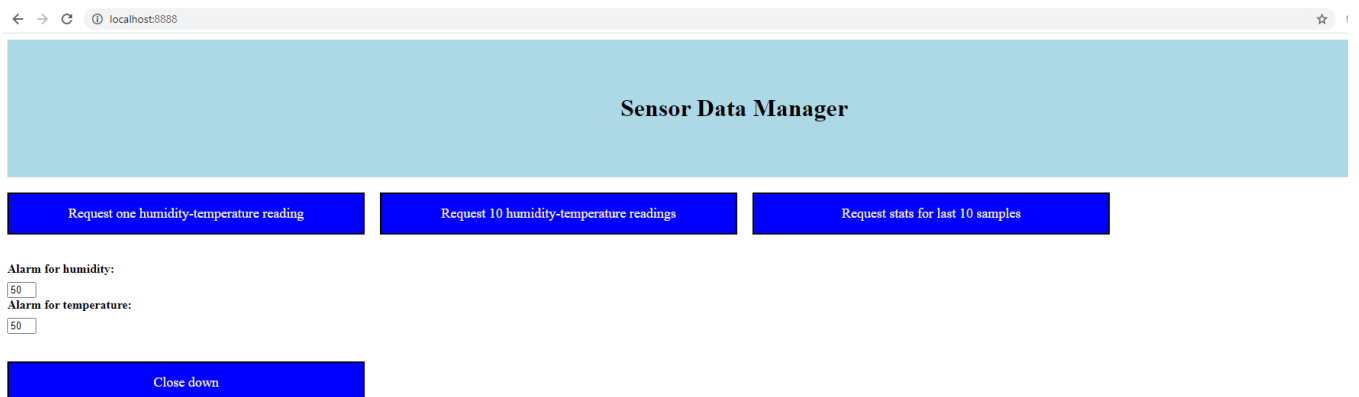 localhost:8888
Sensor Data Manager
Request one humidity-temperature reading
Request 10 humidity-temperature readings
Request stats for last 10 samples
Alarm for humidity:
50
Alarm for temperature:
50
Close down